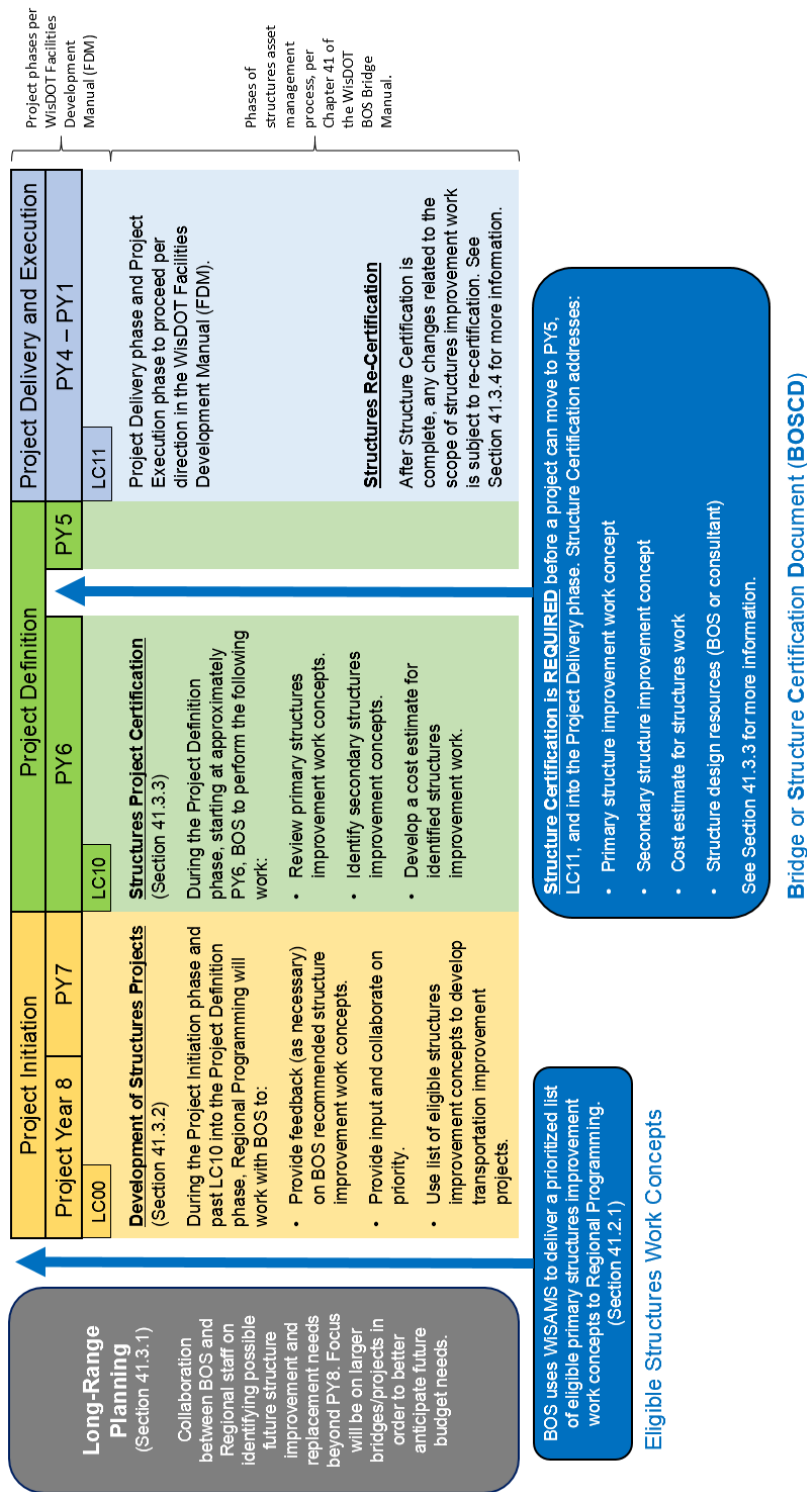 Long-Range
Planning
(Section 41.3.1)
Collaboration
between BOS and
Regional staff on
identifying possible
future structure
improvement and
replacement needs
beyond PY8. Focus
will be on larger
bridges/projects in
order to better
anticipate future
budget needs.
Project Initiation
Project Year 8
PY7
LC00
Development of Structures Projects
(Section 41.3.2)
During the Project Initiation phase and
past LC10 into the Project Definition
phase, Regional Programming will
work with BOS to:
• Provide feedback (as necessary)
on BOS recommended structure
improvement work concepts.
• Provide input and collaborate on
priority.
• Use list of eligible structures
improvement concepts to develop
transportation improvement
projects.
Project Definition
PY6
PY5
LC10
Structures Project Certification
(Section 41.3.3)
During the Project Definition
phase, starting at approximately
PY6, BOS to perform the following
work:
• Review primary structures
improvement work concepts.
• Identify secondary structures
improvement concepts.
• Develop a cost estimate for
identified structures
improvement work.
Project Delivery and Execution
PY4 – PY1
LC11
Project Delivery phase and Project
Execution phase to proceed per
direction in the WisDOT Facilities
Development Manual (FDM).
Structures Re-Certification
After Structure Certification is
complete, any changes related to the
scope of structures improvement work
is subject to re-certification. See
Section 41.3.4 for more information.
Project phases per
WisDOT Facilities
Development
Manual (FDM)
Phases of
structures asset
management
process, per
Chapter 41 of
the WisDOT
BOS Bridge
Manual.
BOS uses WiSAMS to deliver a prioritized list
of eligible primary structures improvement
work concepts to Regional Programming.
(Section 41.2.1)
Eligible Structures Work Concepts
Structure Certification is REQUIRED before a project can move to PY5,
LC11, and into the Project Delivery phase. Structure Certification addresses:
• Primary structure improvement work concept
• Secondary structure improvement concept
• Cost estimate for structures work
• Structure design resources (BOS or consultant)
See Section 41.3.3 for more information.
Bridge or Structure Certification Document (BOSCD)